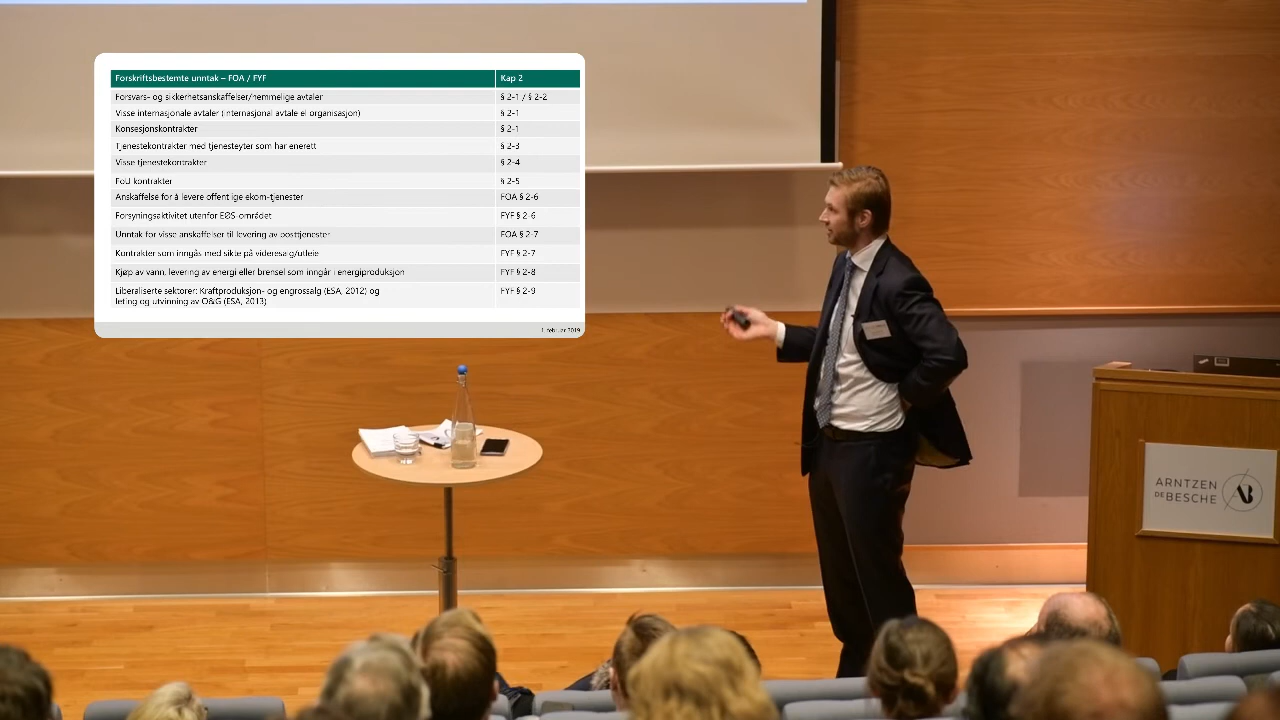 Forskriftsbestemte unntak – FOA / FYF Kap 2
Forsvars- og sikkerhetsanskaffelser/hemmelige avtaler § 2-1 / § 2-2
Visse internasjonale avtaler (internasjonal avtale el organisasjon) § 2-1
Konsesjonskontrakter § 2-1
Tjenestekontrakter med tjenesteyter som har enerett § 2-3
Visse tjenestekontrakter § 2-4
FoU kontrakter § 2-5
Anskaffelse for å levere offentlige ekom-tjenester FOA § 2-6
Forsyningsaktivitet utenfor EØS-området FYF § 2-6
Unntak for visse anskaffelser til levering av posttjenester FOA § 2-7
Kontrakter som inngås med sikte på videresalg/utleie FYF § 2-7
Kjøp av vann, levering av energi eller brensel som inngår i energiproduksjon FYF § 2-8
Liberaliserte sektorer: Kraftproduksjon- og engrossalg (ESA, 2012) og FYF § 2-9
leting og utvinning av O&G (ESA, 2013)
1. februar 2019
ARNTZEN
DE BESCHE